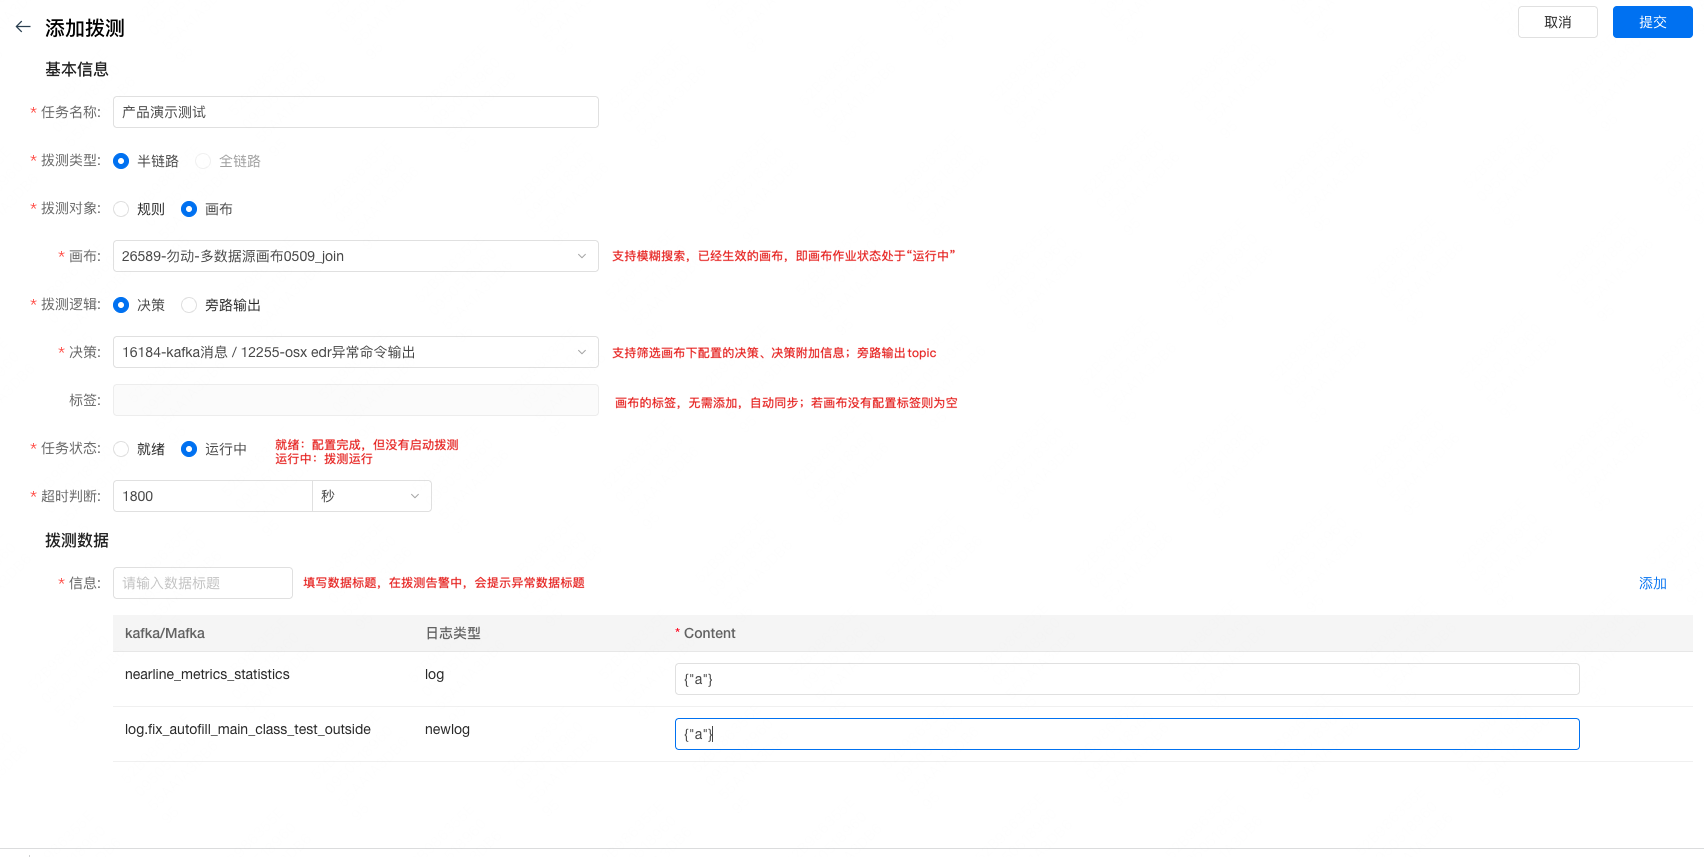 添加拨测
取消
提交
基本信息
* 任务名称: 产品演示测试
* 拨测类型: 半链路 全链路
* 拨测对象: 规则 画布
* 画布: 26589-勿动-多数据源画布0509_join 支持模糊搜索，已经生效的画布，即画布作业状态处于“运行中”
* 拨测逻辑: 决策 旁路输出
* 决策: 16184-kafka消息 / 12255-osx edr异常命令输出 支持筛选画布下配置的决策、决策附加信息；旁路输出topic
标签: 画布的标签，无需添加，自动同步；若画布没有配置标签则为空
* 任务状态: 就绪 运行中 就绪：配置完成，但没有启动拨测
运行中：拨测运行
* 超时判断: 1800 秒
拨测数据
* 信息: 请输入数据标题 填写数据标题，在拨测告警中，会提示异常数据标题 添加
kafka/Mafka 日志类型 * Content
nearline_metrics_statistics log {"a"}
log.fix_autofill_main_class_test_outside newlog {"a"}